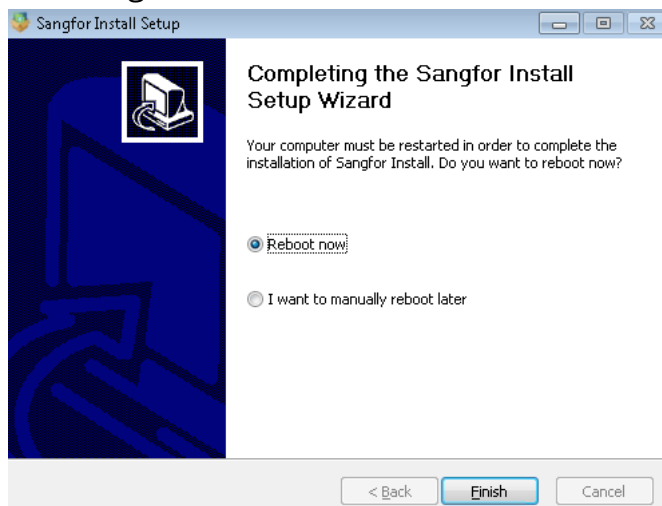 Sangfor Install Setup
Completing the Sangfor Install
Setup Wizard
Your computer must be restarted in order to complete the
installation of Sangfor Install. Do you want to reboot now?
Reboot now
I want to manually reboot later
< Back
Finish
Cancel